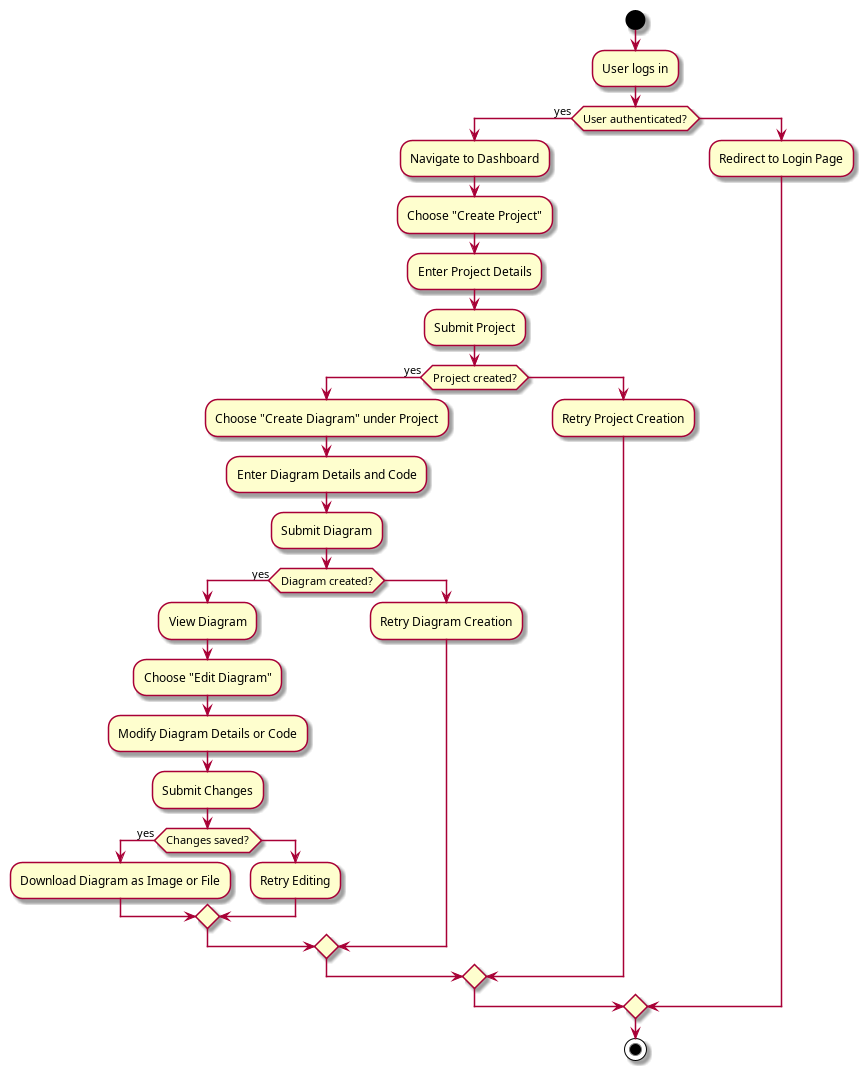 User logs in
User authenticated?
yes
Navigate to Dashboard
Redirect to Login Page
Choose "Create Project"
Enter Project Details
Submit Project
Project created?
yes
Choose "Create Diagram" under Project
Retry Project Creation
Enter Diagram Details and Code
Submit Diagram
Diagram created?
yes
View Diagram
Retry Diagram Creation
Choose "Edit Diagram"
Modify Diagram Details or Code
Submit Changes
Changes saved?
yes
Download Diagram as Image or File
Retry Editing